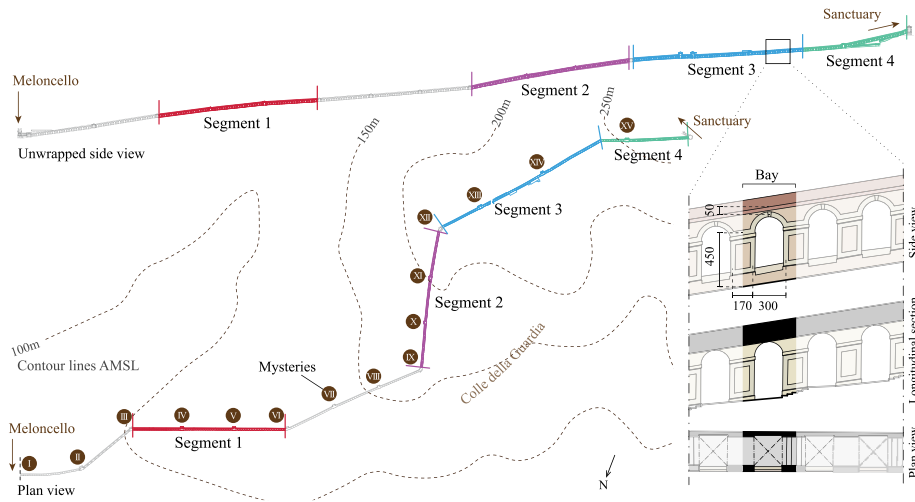 Sanctuary
Meloncello
Segment 1
Segment 2
Segment 3
Segment 4
Unwrapped side view
150m
200m
250m
Sanctuary
XV
Segment 4
XIV
XIII
Segment 3
XII
XI
Segment 2
X
IX
Colle della Guardia
Mysteries
VIII
VII
100m
Contour lines AMSL
III
IV
V
VI
Segment 1
Meloncello
I
II
Plan view
N
Bay
50
450
170
300
Side view
Longitudinal section
Plan view